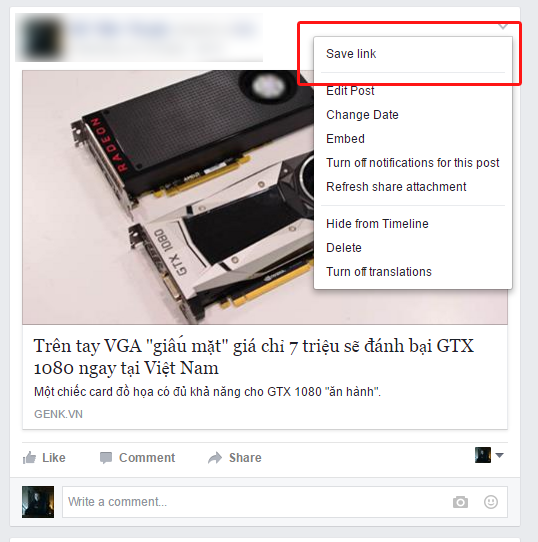 Save link
Edit Post
Change Date
Embed
Turn off notifications for this post
Refresh share attachment
Hide from Timeline
Delete
Turn off translations
RADEON
AMD
GTX 1080
Trên tay VGA "giấu mặt" giá chỉ 7 triệu sẽ đánh bại GTX
1080 ngay tại Việt Nam
Một chiếc card đồ họa có đủ khả năng cho GTX 1080 "ăn hành".
GENK.VN
Like
Comment
Share
Write a comment...